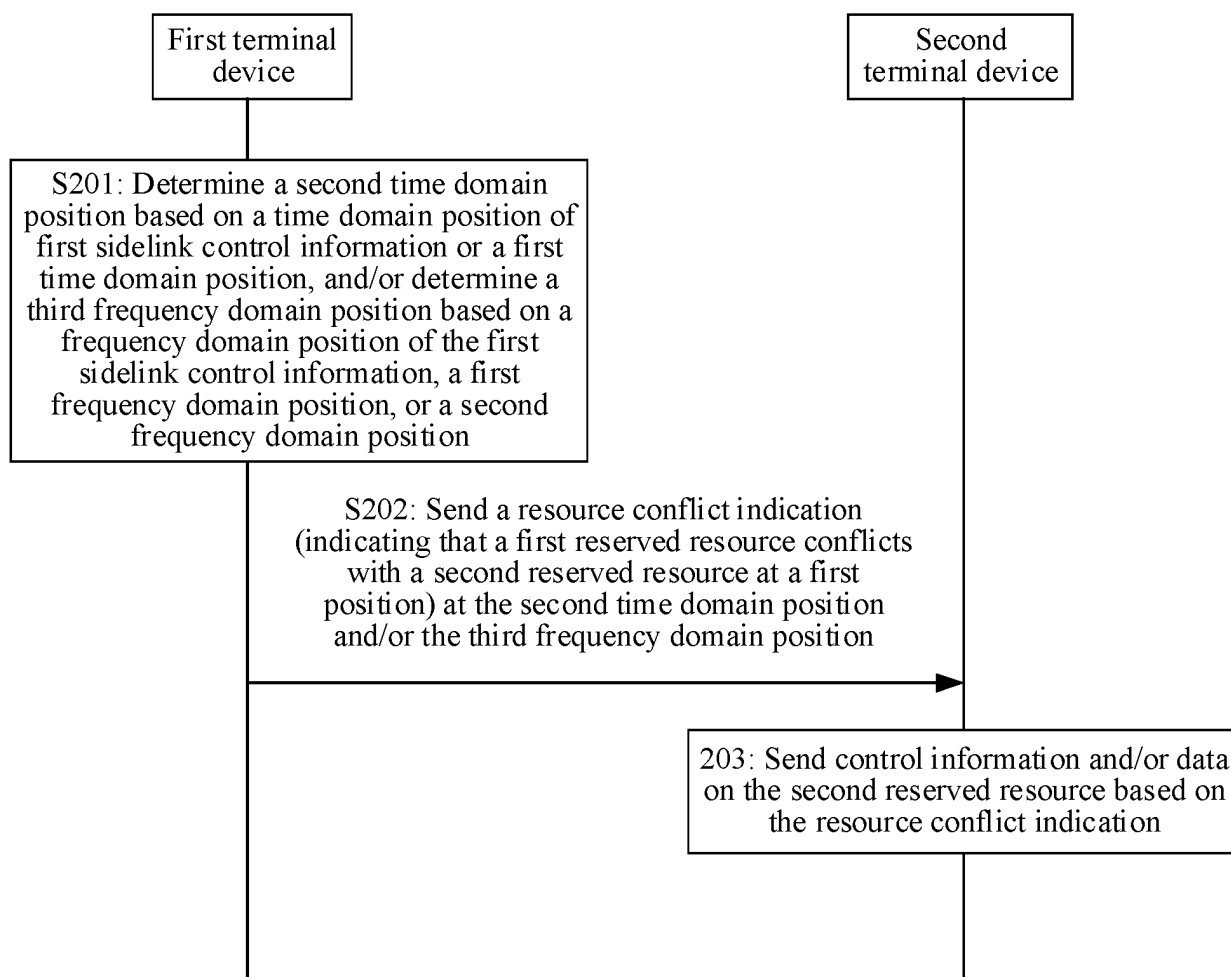 First terminal
device
Second
terminal device
S201: Determine a second time domain
position based on a time domain position of
first sidelink control information or a first
time domain position, and/or determine a
third frequency domain position based on a
frequency domain position of the first
sidelink control information, a first
frequency domain position, or a second
frequency domain position
S202: Send a resource conflict indication
(indicating that a first reserved resource conflicts
with a second reserved resource at a first
position) at the second time domain position
and/or the third frequency domain position
203: Send control information and/or data
on the second reserved resource based on
the resource conflict indication